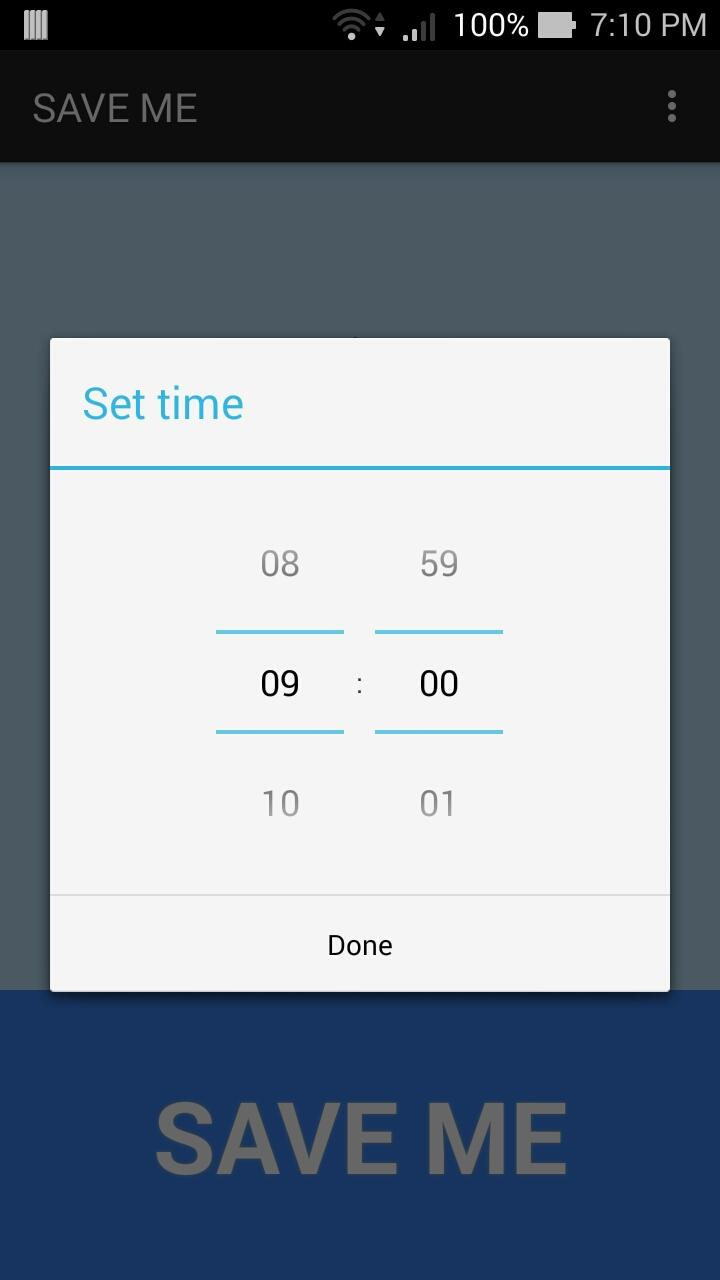 100% 7:10 PM
SAVE ME
Set time
08 59
09 : 00
10 01
Done
SAVE ME